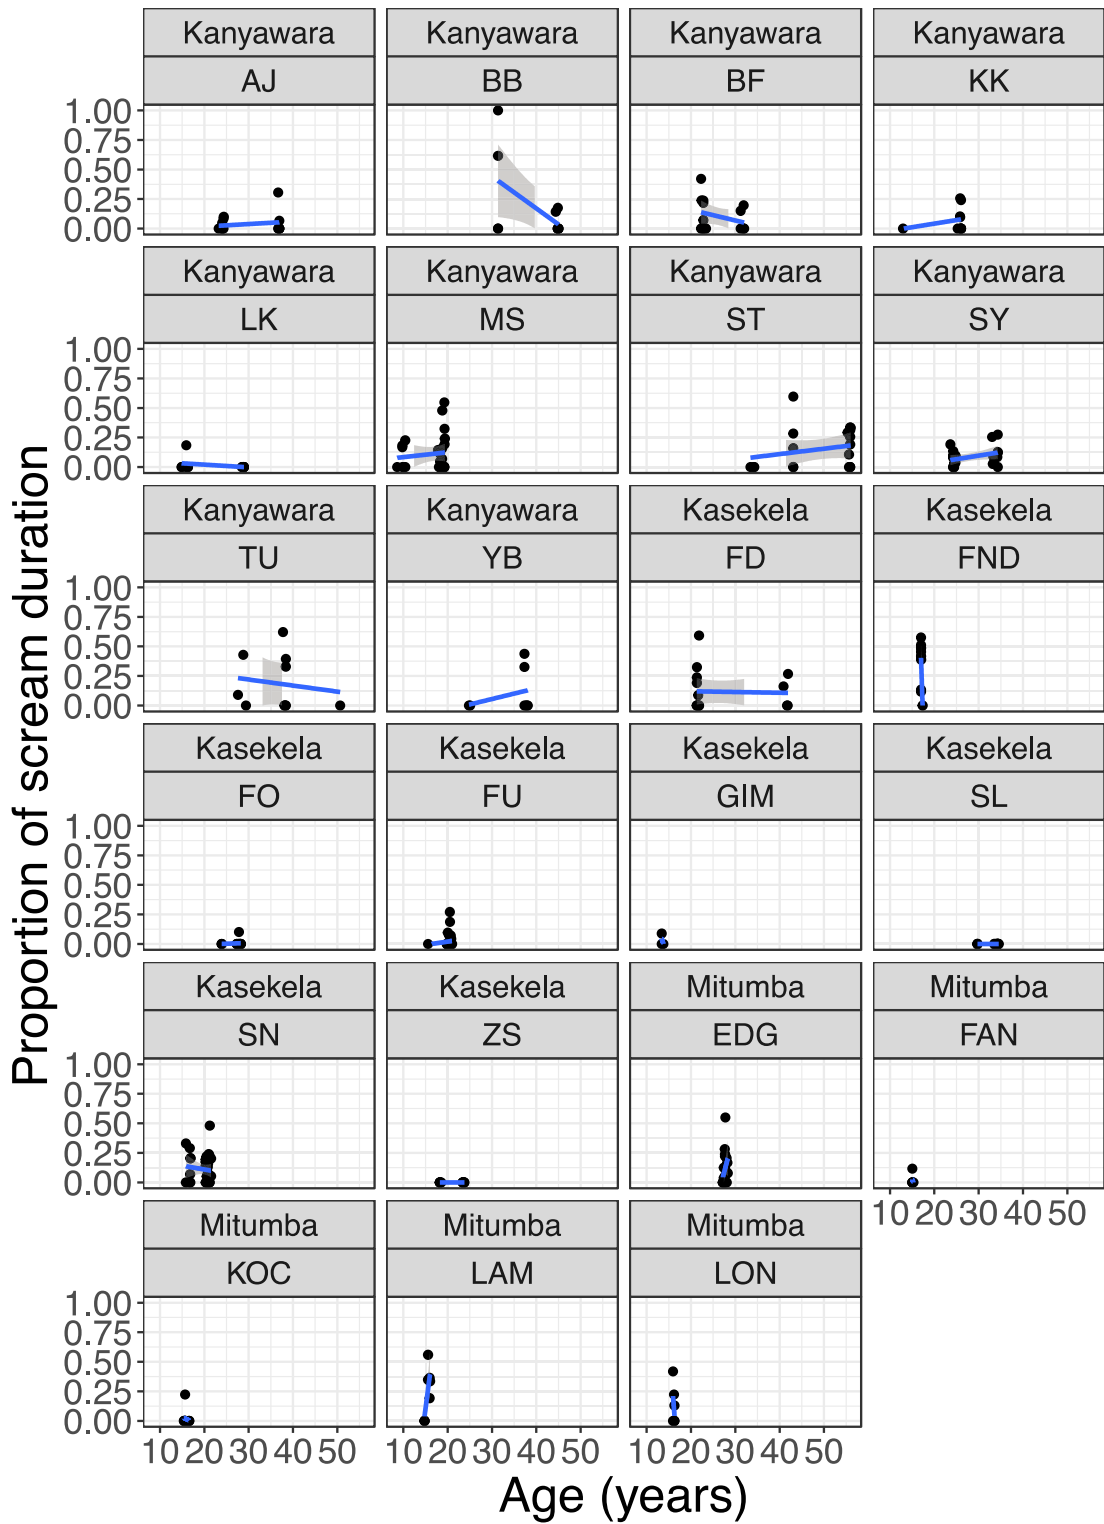 Kanyawara Kanyawara Kanyawara Kanyawara
AJ BB BF KK
1.00
0.75
0.50
0.25
0.00
Kanyawara Kanyawara Kanyawara Kanyawara
LK MS ST SY
1.00
0.75
0.50
0.25
0.00
Kanyawara Kanyawara Kasekela Kasekela
TU YB FD FND
1.00
0.75
0.50
0.25
0.00
Kasekela Kasekela Kasekela Kasekela
FO FU GIM SL
1.00
0.75
0.50
0.25
0.00
Kasekela Kasekela Mitumba Mitumba
SN ZS EDG FAN
1.00
0.75
0.50
0.25
0.00
10 20 30 40 50
Mitumba Mitumba Mitumba
KOC LAM LON
1.00
0.75
0.50
0.25
0.00
10 20 30 40 50 10 20 30 40 50 10 20 30 40 50
Age (years)
Proportion of scream duration